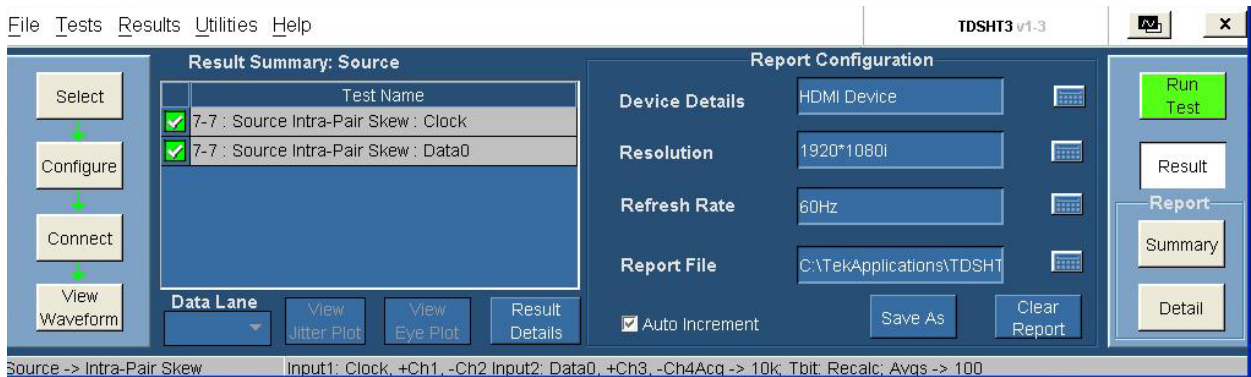 File Tests Results Utilities Help
TDSHT3 v1-3
x
Select
Configure
Connect
View
Waveform
Result Summary: Source
Test Name
7-7 : Source Intra-Pair Skew : Clock
7-7 : Source Intra-Pair Skew : Data0
Data Lane
View
Jitter Plot
View
Eye Plot
Result
Details
Report Configuration
Device Details
HDMI Device
Resolution
1920*1080i
Refresh Rate
60Hz
Report File
C:\TekApplications\TDSHT
Auto Increment
Save As
Clear
Report
Run
Test
Result
Report
Summary
Detail
Source -> Intra-Pair Skew
Input1: Clock, +Ch1, -Ch2 Input2: Data0, +Ch3, -Ch4Acq -> 10k; Tbit: Recalc; Avgs -> 100